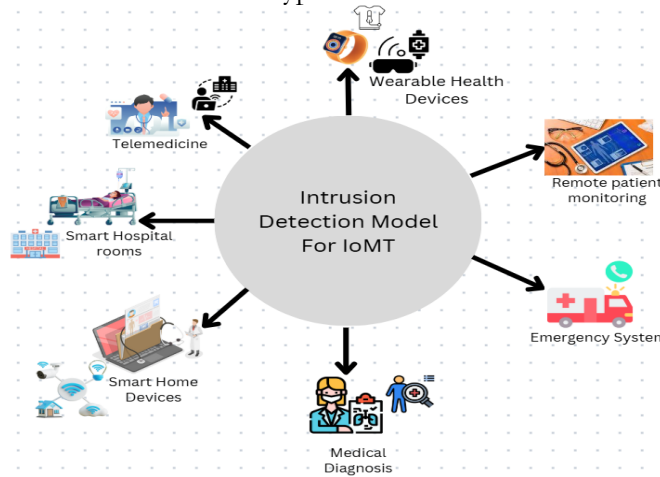 Wearable Health
Devices
Telemedicine
Remote patient
monitoring
Intrusion
Detection Model
For IoMT
Smart Hospital
rooms
Emergency System
Smart Home
Devices
Medical
Diagnosis